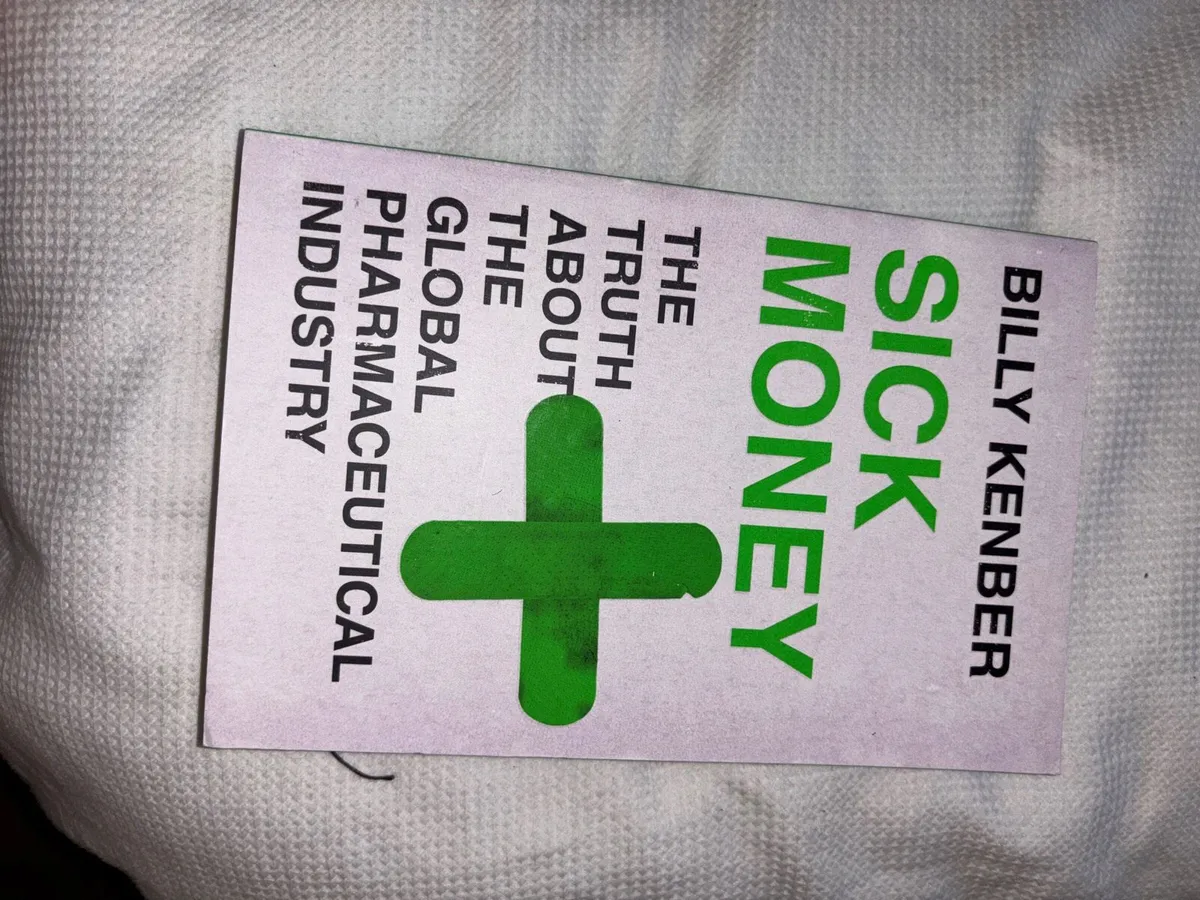 BILLY KENBER
SICK
MONEY
THE
TRUTH
ABOUT
THE
GLOBAL
PHARMACEUTICAL
INDUSTRY